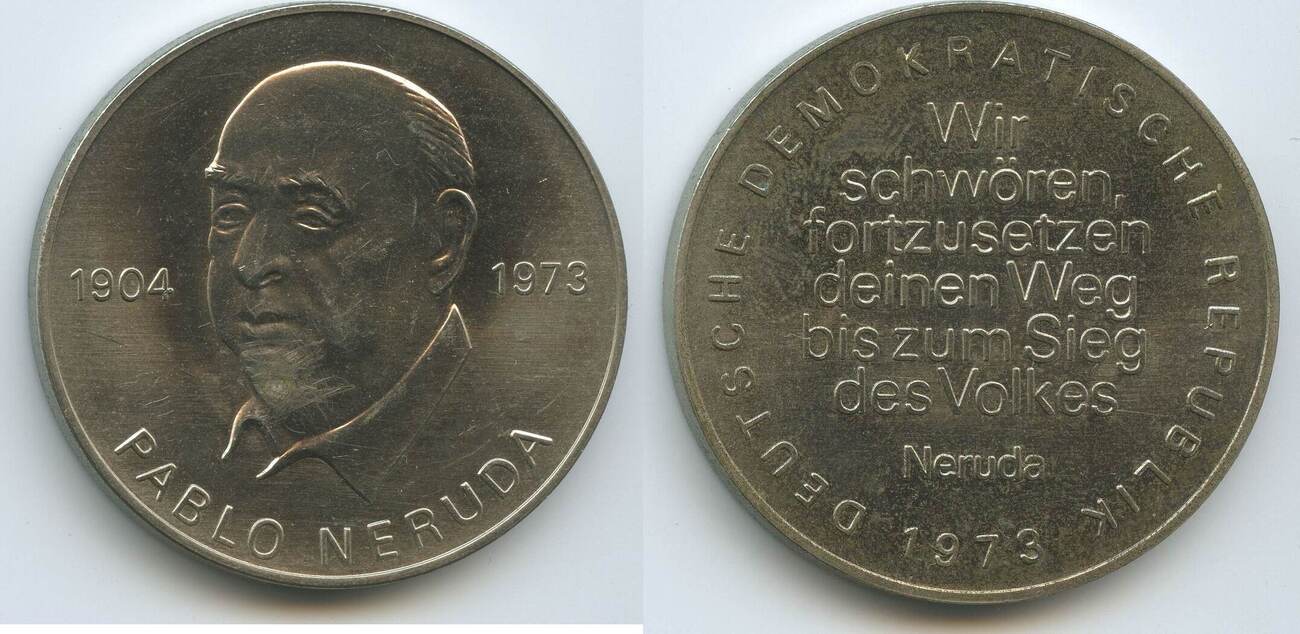 1904 1973
PABLO NERUDA
DEUTSCHE DEMOKRATISCHE REPUBLIK
Wir
schwören,
fortzusetzen
deinen Weg
bis zum Sieg
des Volkes
Neruda
1973